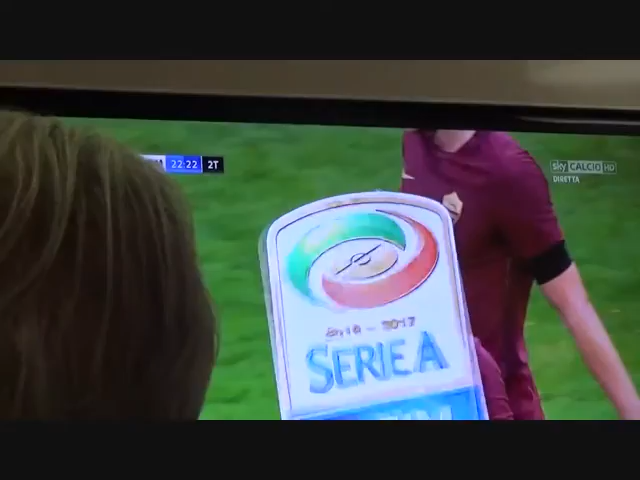 22:22 2T
sky CALCIO HD
DIRETTA
2016 - 2017
SERIE A